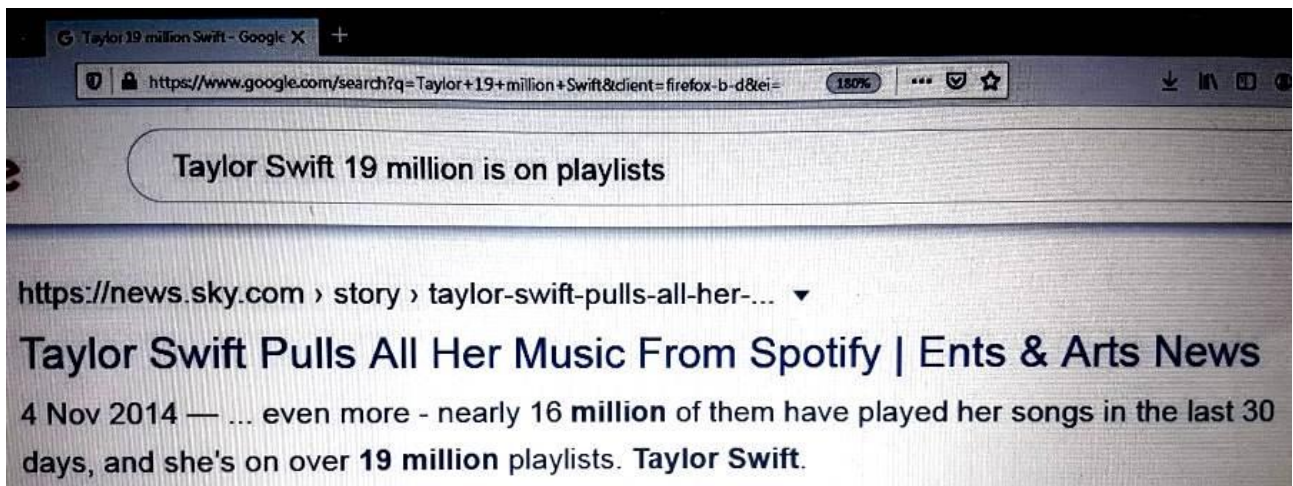 G Taylor 19 million Swift - Google X +
https://www.google.com/search?q=Taylor+19+million+Swift&client=firefox-b-d&ei= 180% •••
e Taylor Swift 19 million is on playlists
https://news.sky.com › story › taylor-swift-pulls-all-her-... ▼
Taylor Swift Pulls All Her Music From Spotify | Ents & Arts News
4 Nov 2014 — ... even more - nearly 16 million of them have played her songs in the last 30
days, and she's on over 19 million playlists. Taylor Swift.